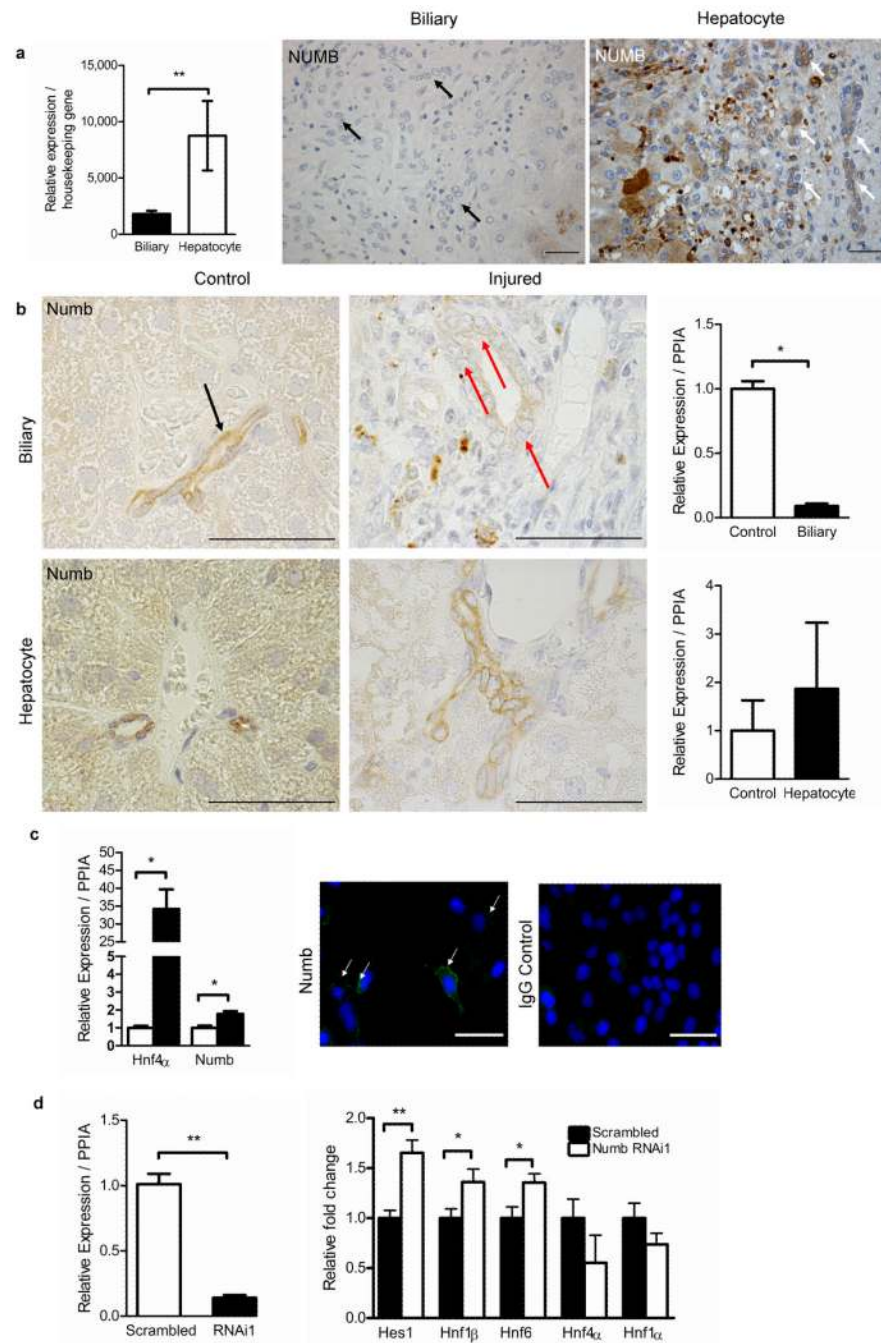 Biliary
Hepatocyte
a
Relative expression /
housekeeping gene
15,000
10,000
5,000
0
**
Biliary
Hepatocyte
NUMB
NUMB
Control
Injured
b
Biliary
Numb
Relative Expression / PPIA
1.5
1.0
0.5
0.0
*
Control
Biliary
Hepatocyte
Numb
Relative Expression / PPIA
4
3
2
1
0
Control
Hepatocyte
c
Relative Expression / PPIA
45
40
35
30
25
5
4
3
2
1
0
*
*
Hnf4α
Numb
Numb
IgG Control
d
Relative Expression / PPIA
1.5
1.0
0.5
0.0
**
Scrambled
RNAi1
Relative fold change
2.0
1.5
1.0
0.5
0.0
**
*
*
Scrambled
Numb RNAi1
Hes1
Hnf1β
Hnf6
Hnf4α
Hnf1α